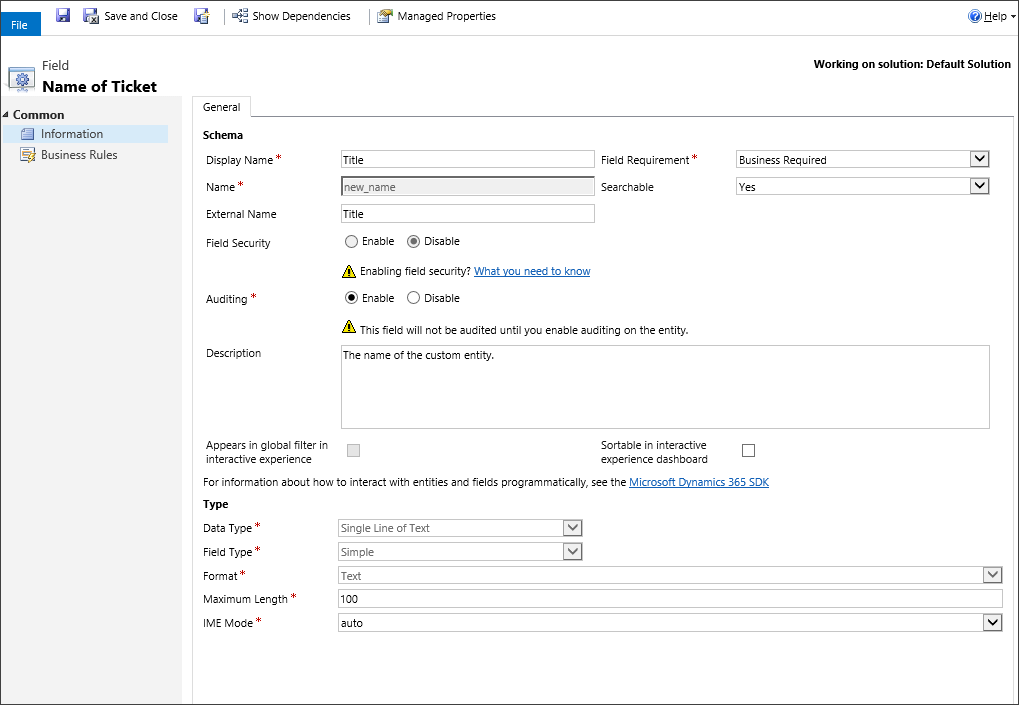 File
Save and Close
Show Dependencies
Managed Properties
Help
Field
Name of Ticket
Working on solution: Default Solution
Common
Information
Business Rules
General
Schema
Display Name * Title Field Requirement * Business Required
Name * new_name Searchable Yes
External Name Title
Field Security Enable Disable
Enabling field security? What you need to know
Auditing * Enable Disable
This field will not be audited until you enable auditing on the entity.
Description The name of the custom entity.
Appears in global filter in
interactive experience
Sortable in interactive
experience dashboard
For information about how to interact with entities and fields programmatically, see the Microsoft Dynamics 365 SDK
Type
Data Type * Single Line of Text
Field Type * Simple
Format * Text
Maximum Length * 100
IME Mode * auto